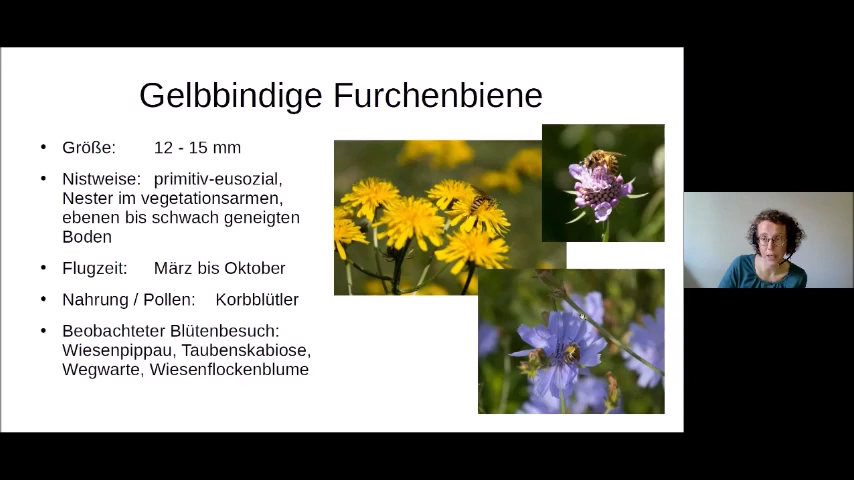 Gelbbindige Furchenbiene
• Größe: 12 - 15 mm
• Nistweise: primitiv-eusozial,
Nester im vegetationsarmen,
ebenen bis schwach geneigten
Boden
• Flugzeit: März bis Oktober
• Nahrung / Pollen: Korbblütler
• Beobachteter Blütenbesuch:
Wiesenpippau, Taubenskabiose,
Wegwarte, Wiesenflockenblume